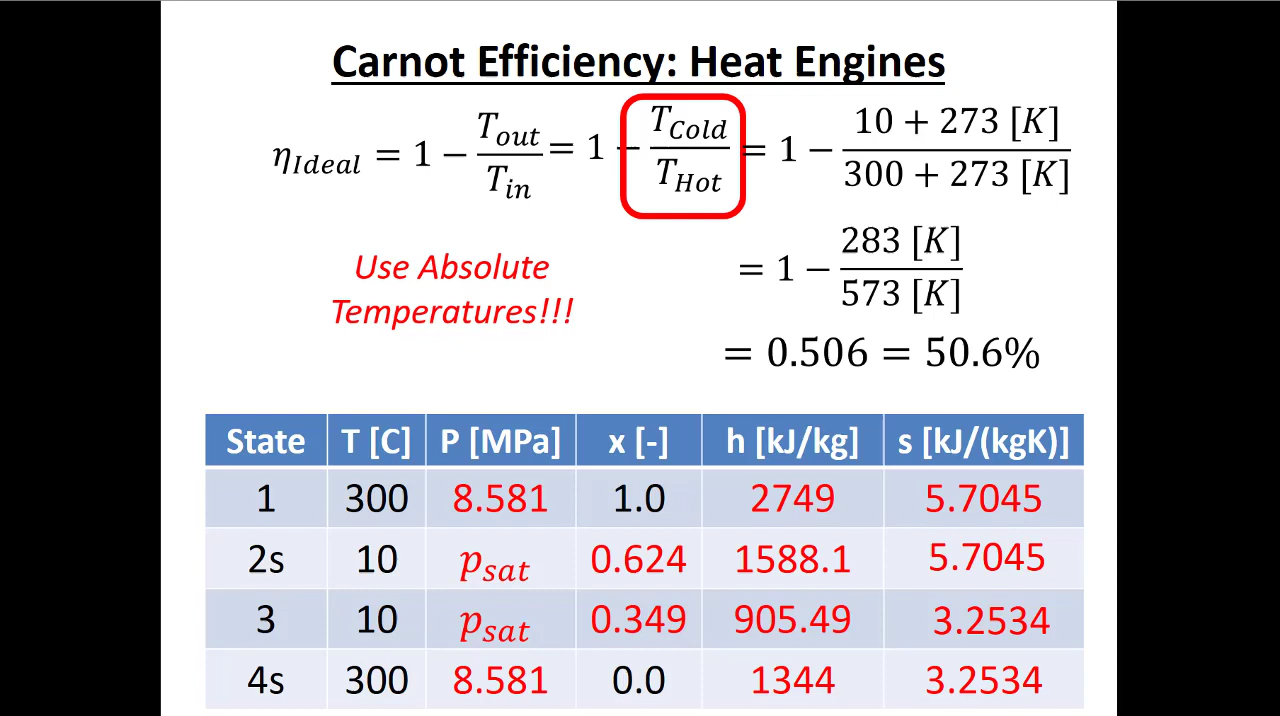 Carnot Efficiency: Heat Engines
η_Ideal = 1 − T_out/T_in = 1 − T_Cold/T_Hot = 1 − (10 + 273 [K])/(300 + 273 [K])
= 1 − 283 [K]/573 [K]
Use Absolute
Temperatures!!!
= 0.506 = 50.6%
State T [C] P [MPa] x [-] h [kJ/kg] s [kJ/(kgK)]
1 300 8.581 1.0 2749 5.7045
2s 10 p_sat 0.624 1588.1 5.7045
3 10 p_sat 0.349 905.49 3.2534
4s 300 8.581 0.0 1344 3.2534